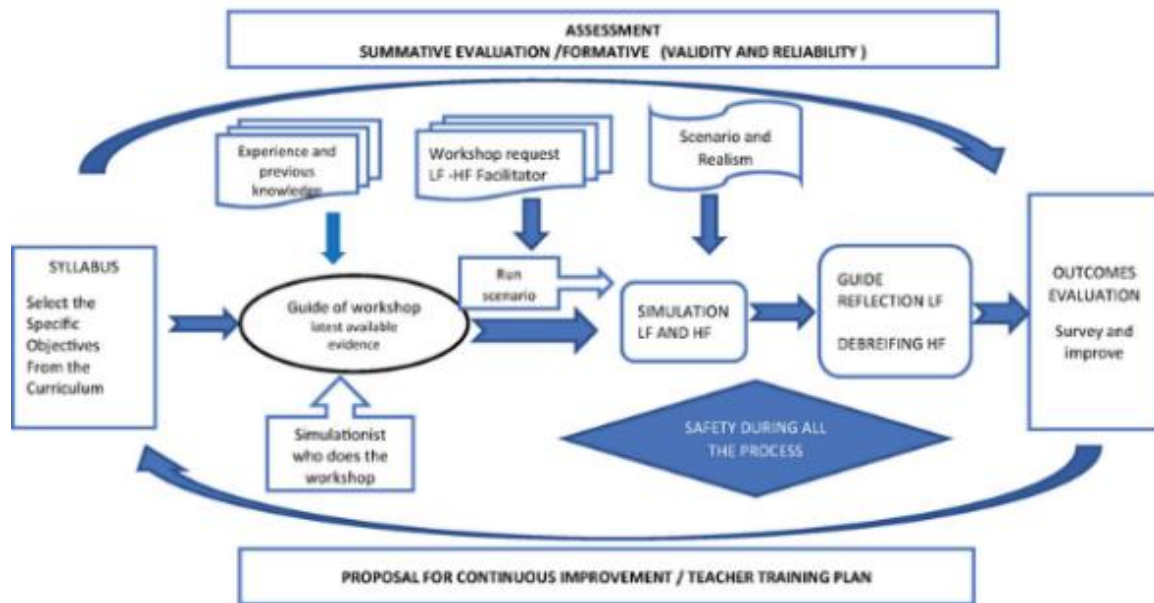 ASSESSMENT
SUMMATIVE EVALUATION /FORMATIVE (VALIDITY AND RELIABILITY )
Experience and
previous
knowledge
Workshop request
LF -HF Facilitator
Scenario and
Realism
SYLLABUS
Select the
Specific
Objectives
From the
Curriculum
Guide of workshop
latest available
evidence
Run
scenario
SIMULATION
LF AND HF
GUIDE
REFLECTION LF
DEBREIFING HF
OUTCOMES
EVALUATION
Survey and
improve
Simulationist
who does the
workshop
SAFETY DURING ALL
THE PROCESS
PROPOSAL FOR CONTINUOUS IMPROVEMENT / TEACHER TRAINING PLAN